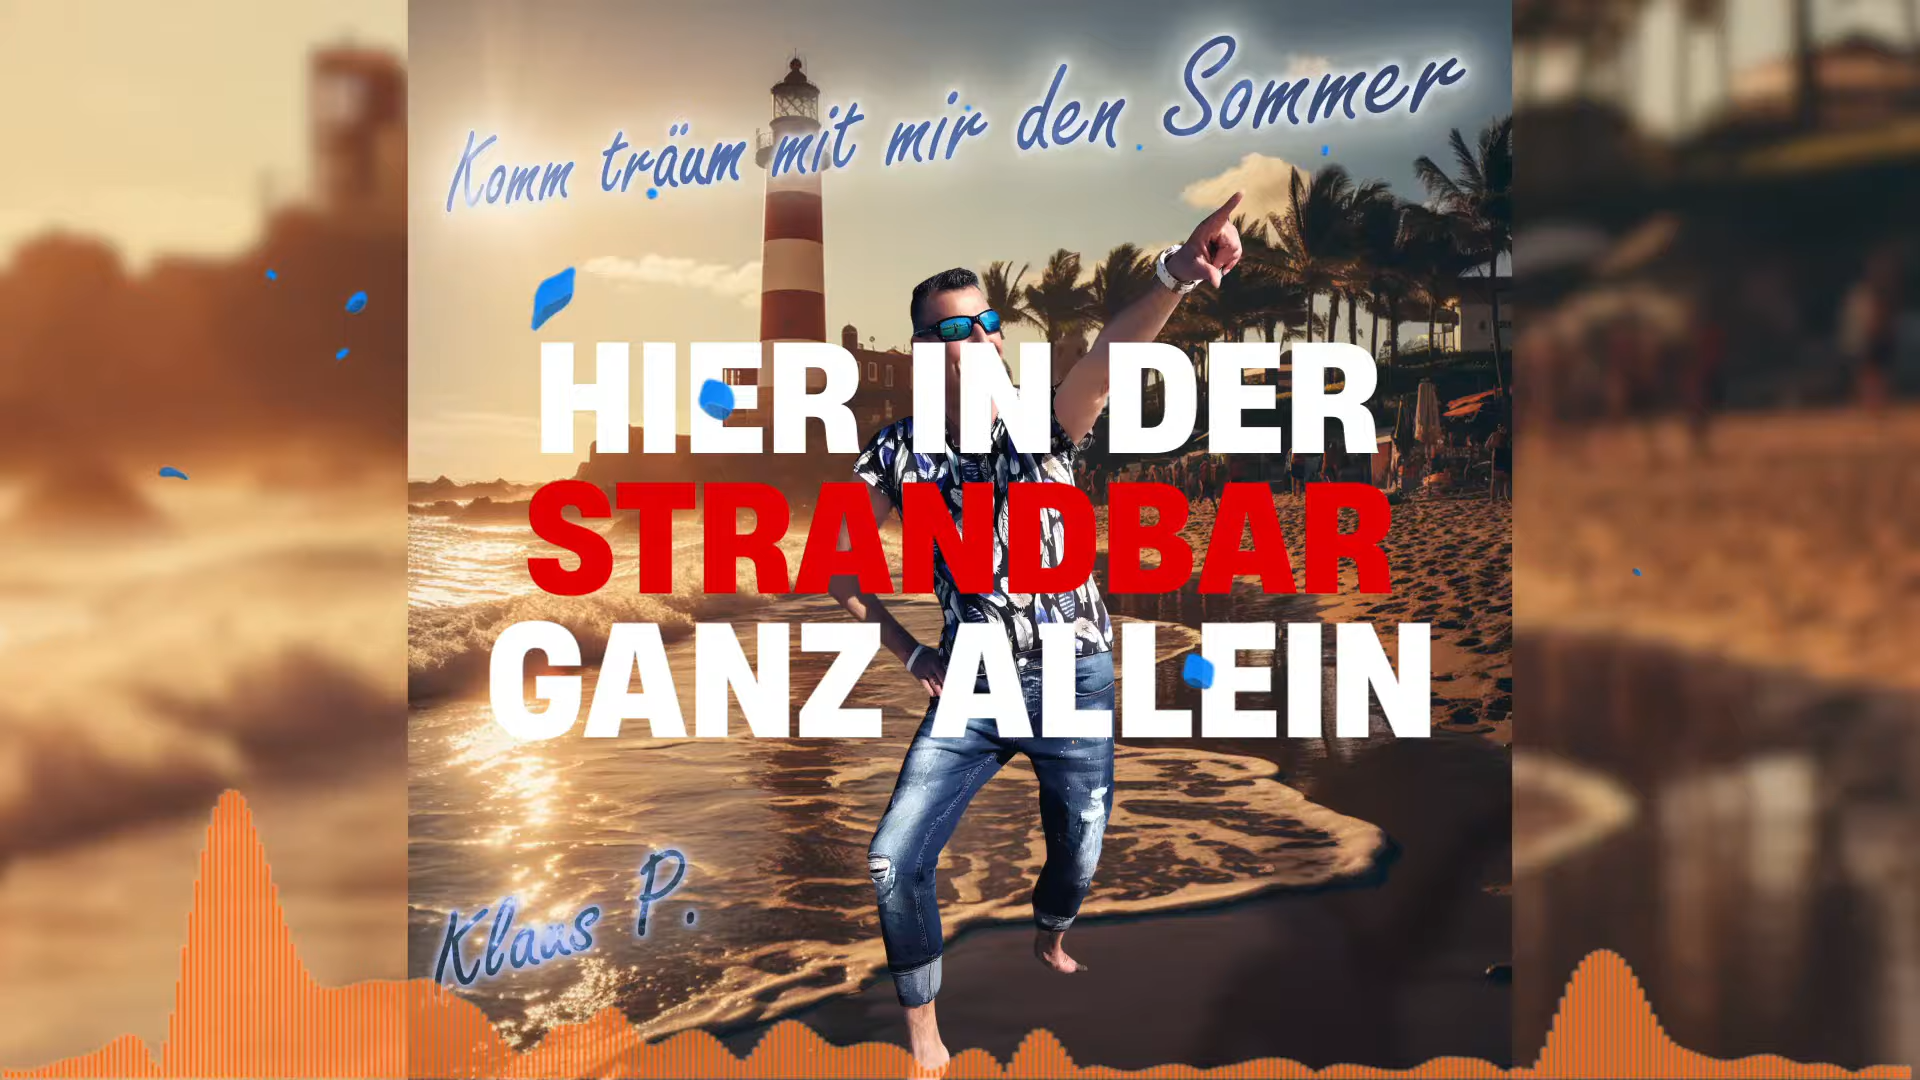 Komm träum mit mir den Sommer
HIER IN DER
STRANDBAR
GANZ ALLEIN
Klaus P.